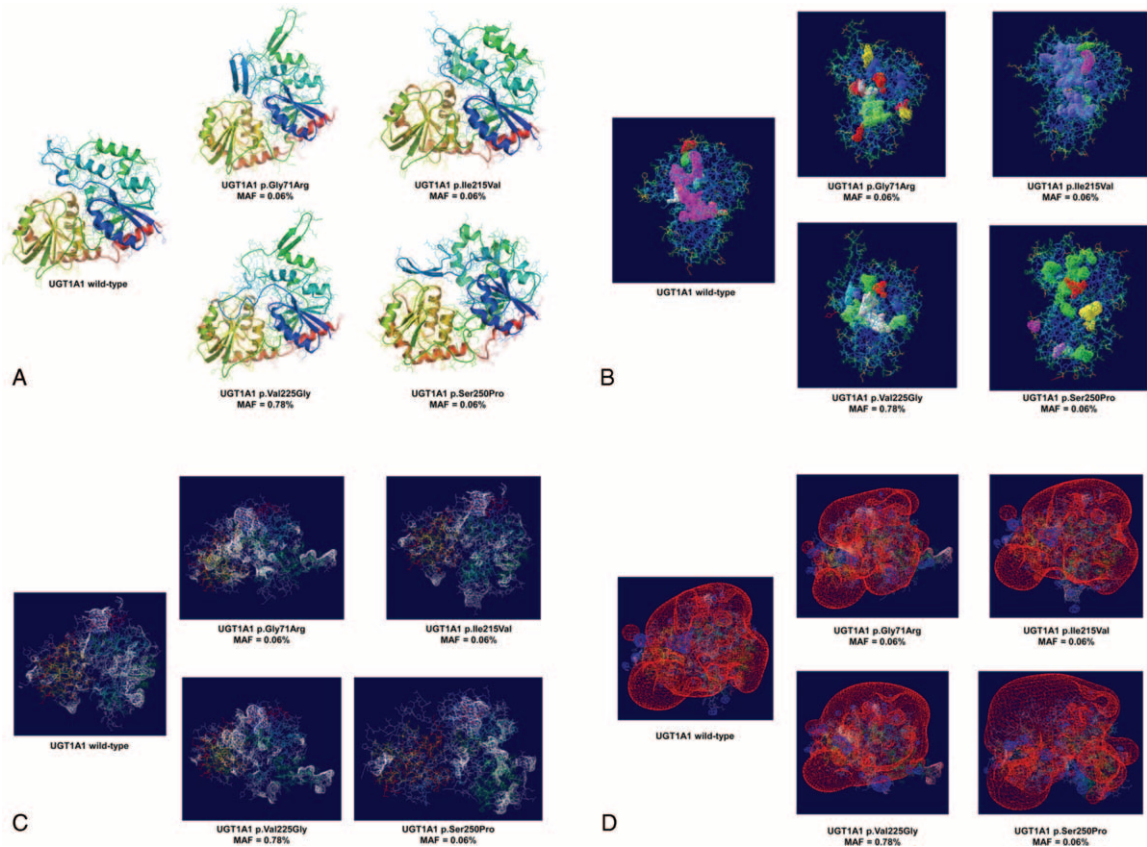 UGT1A1 wild-type
UGT1A1 p.Gly71Arg
MAF = 0.06%
UGT1A1 p.Ile215Val
MAF = 0.06%
UGT1A1 p.Val225Gly
MAF = 0.78%
UGT1A1 p.Ser250Pro
MAF = 0.06%
A
UGT1A1 wild-type
UGT1A1 p.Gly71Arg
MAF = 0.06%
UGT1A1 p.Ile215Val
MAF = 0.06%
UGT1A1 p.Val225Gly
MAF = 0.78%
UGT1A1 p.Ser250Pro
MAF = 0.06%
B
UGT1A1 wild-type
UGT1A1 p.Gly71Arg
MAF = 0.06%
UGT1A1 p.Ile215Val
MAF = 0.06%
UGT1A1 p.Val225Gly
MAF = 0.78%
UGT1A1 p.Ser250Pro
MAF = 0.06%
C
UGT1A1 wild-type
UGT1A1 p.Gly71Arg
MAF = 0.06%
UGT1A1 p.Ile215Val
MAF = 0.06%
UGT1A1 p.Val225Gly
MAF = 0.78%
UGT1A1 p.Ser250Pro
MAF = 0.06%
D